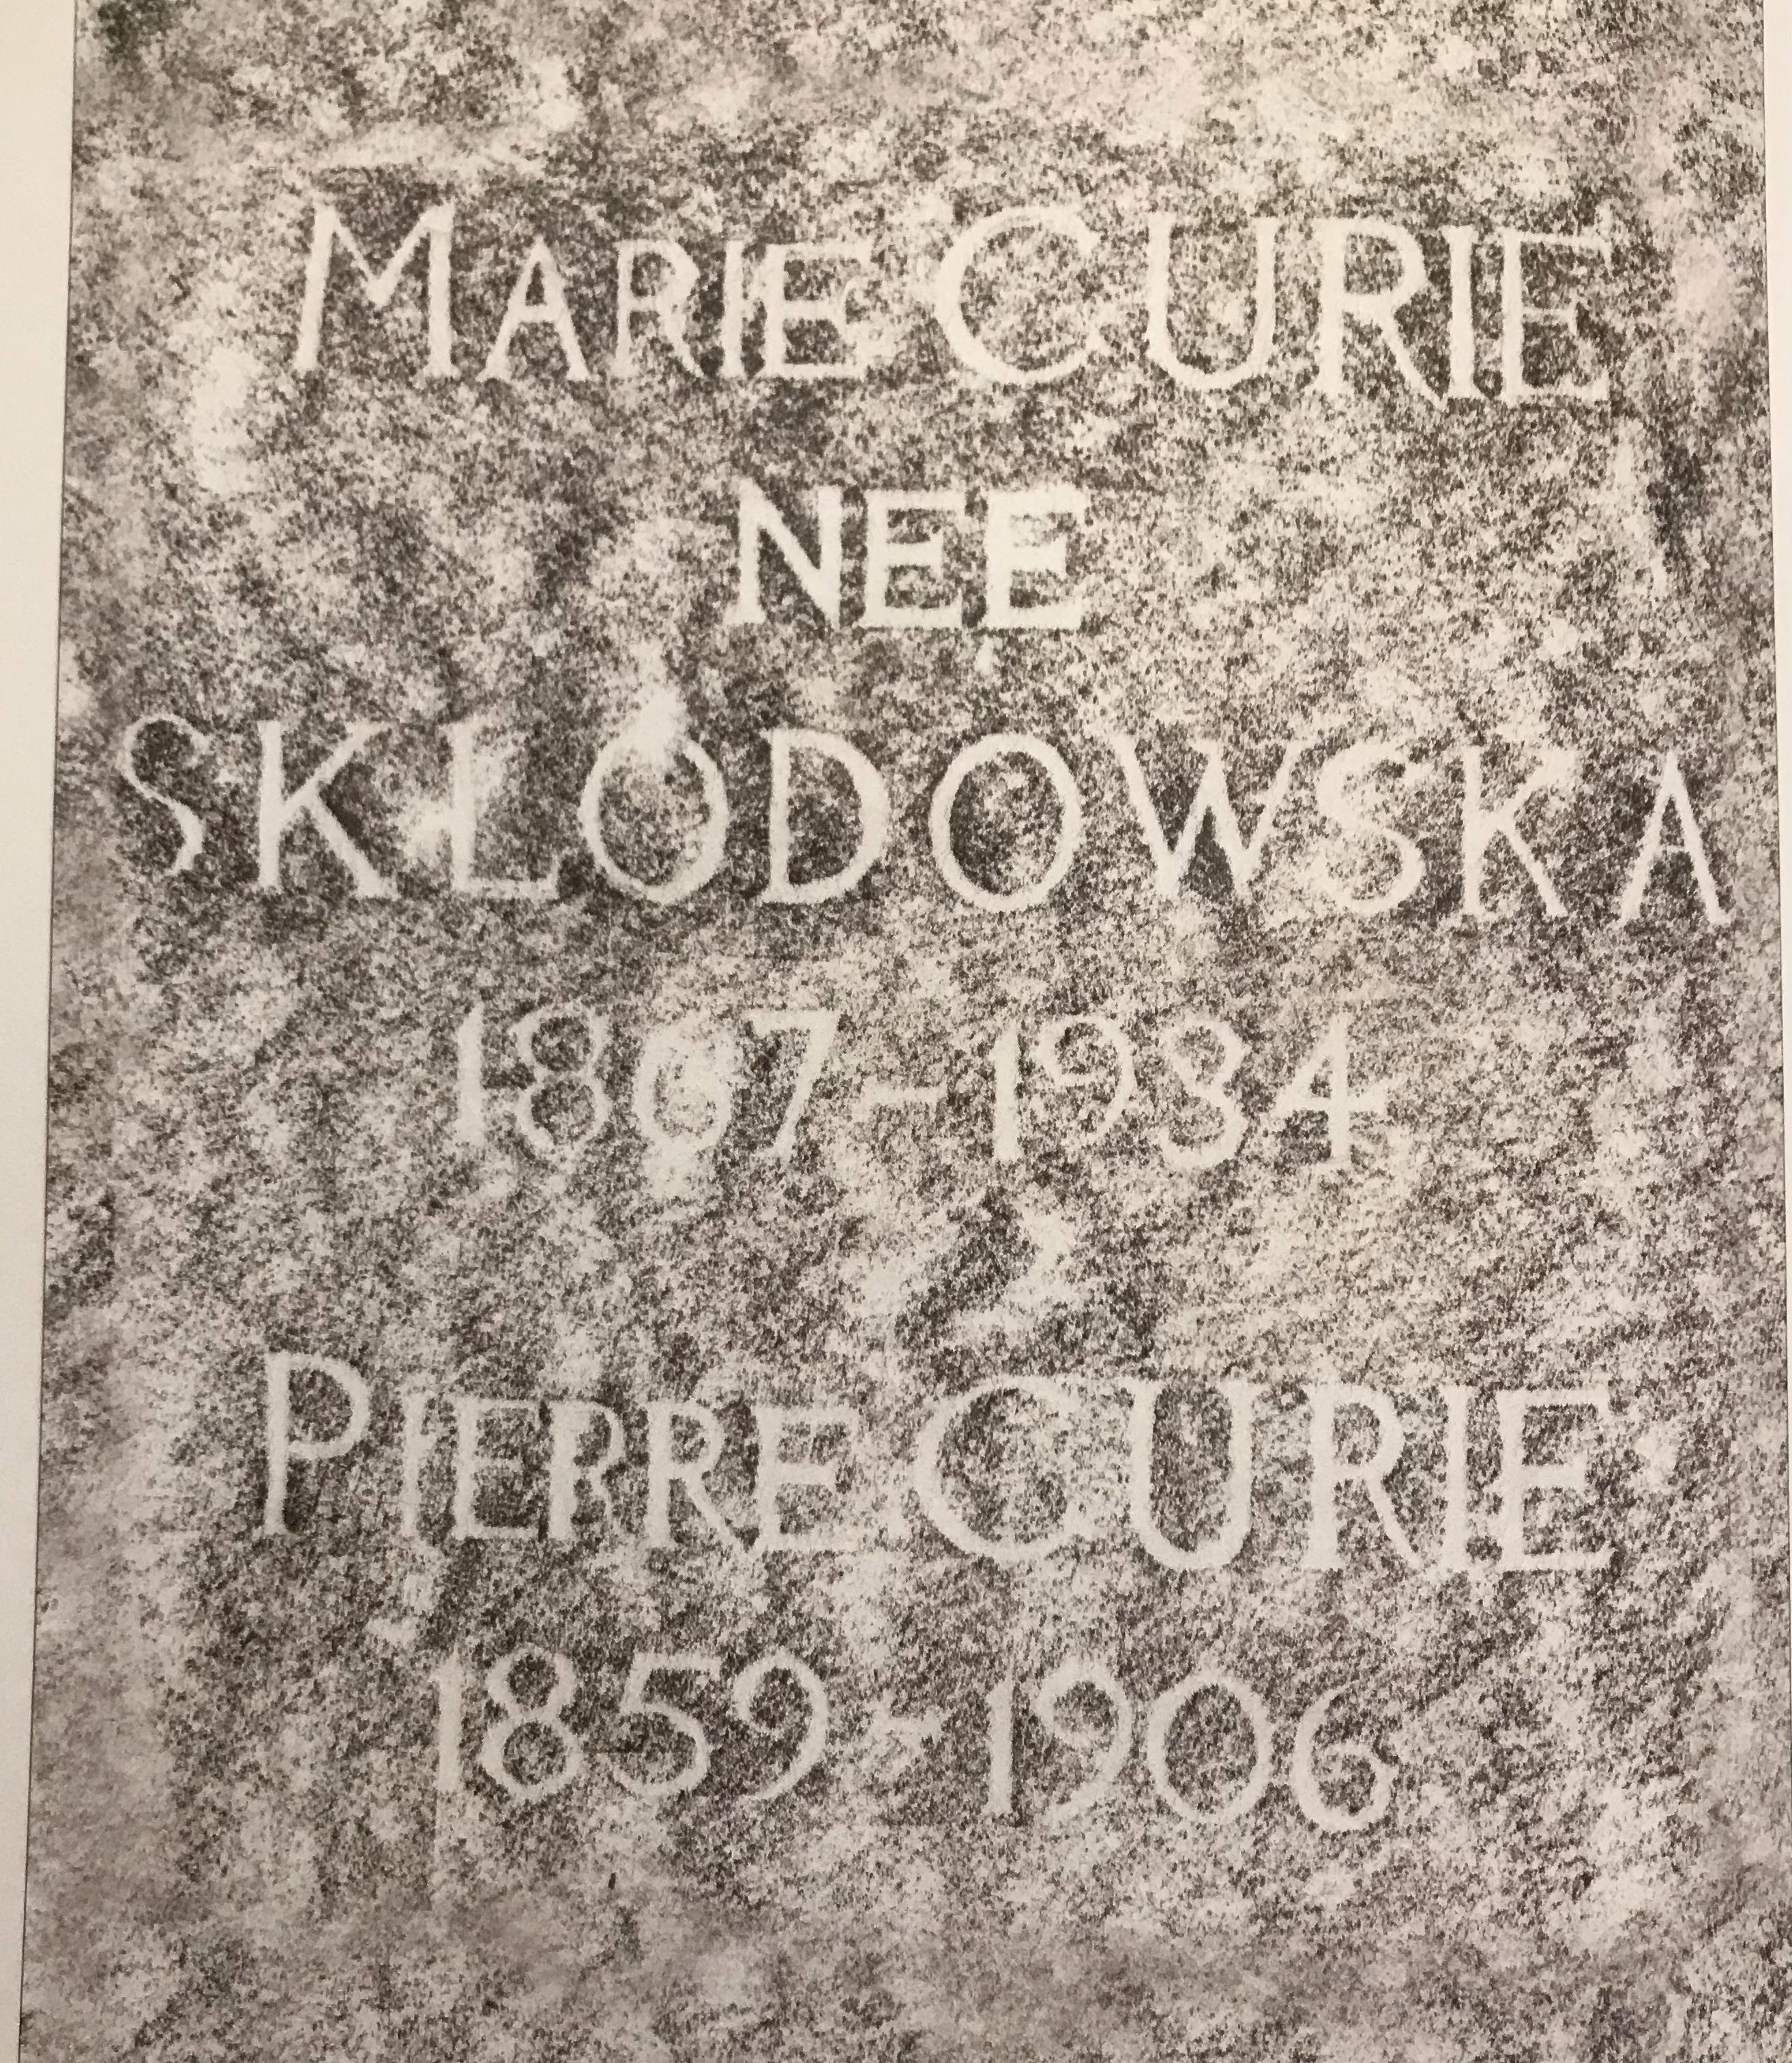 MARIE CURIE
NEE
SKLODOWSKA
1867-1934
PIERRE CURIE
1859-1906